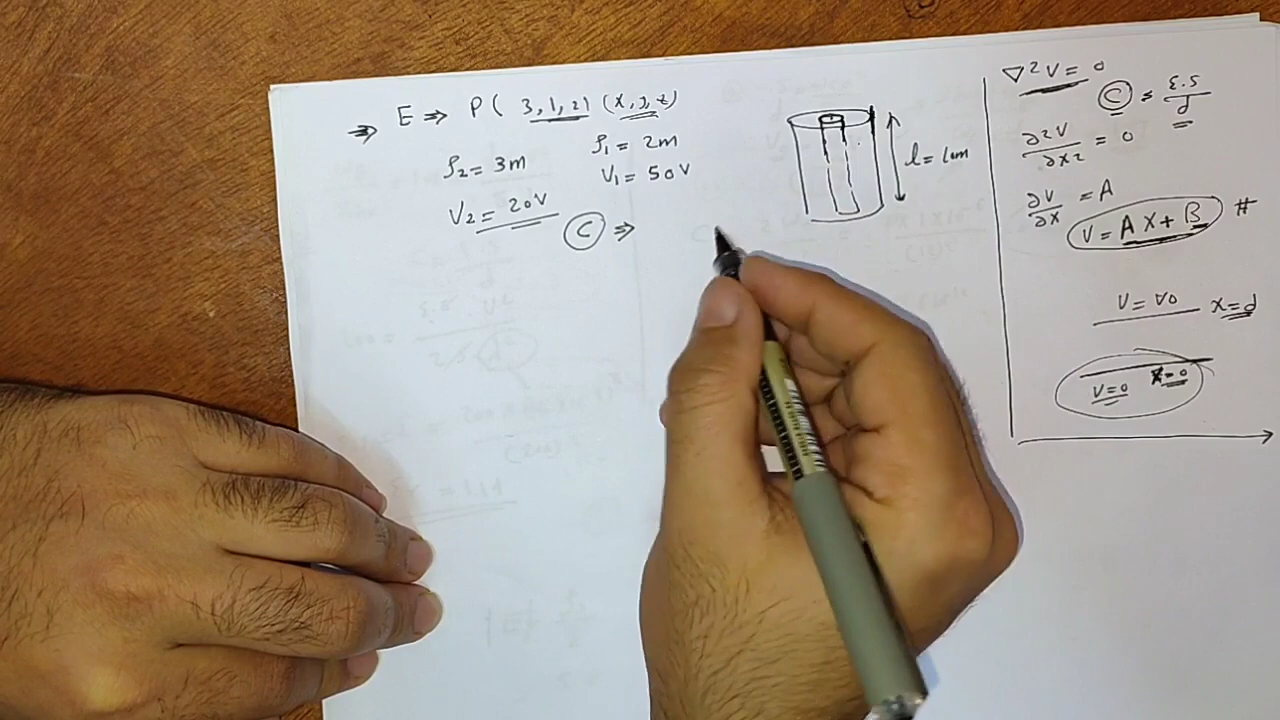 ⇒ E ⇒ P( 3,1,2) (x,y,z)
ρ1 = 2m
ρ2 = 3m
V1 = 50V
V2 = 20V
C ⇒
∇2V = 0
C = ε.s/d
∂2V/∂x2 = 0
∂V/∂x = A
V = AX + B #
V = V0 x=d
V=0 x=0